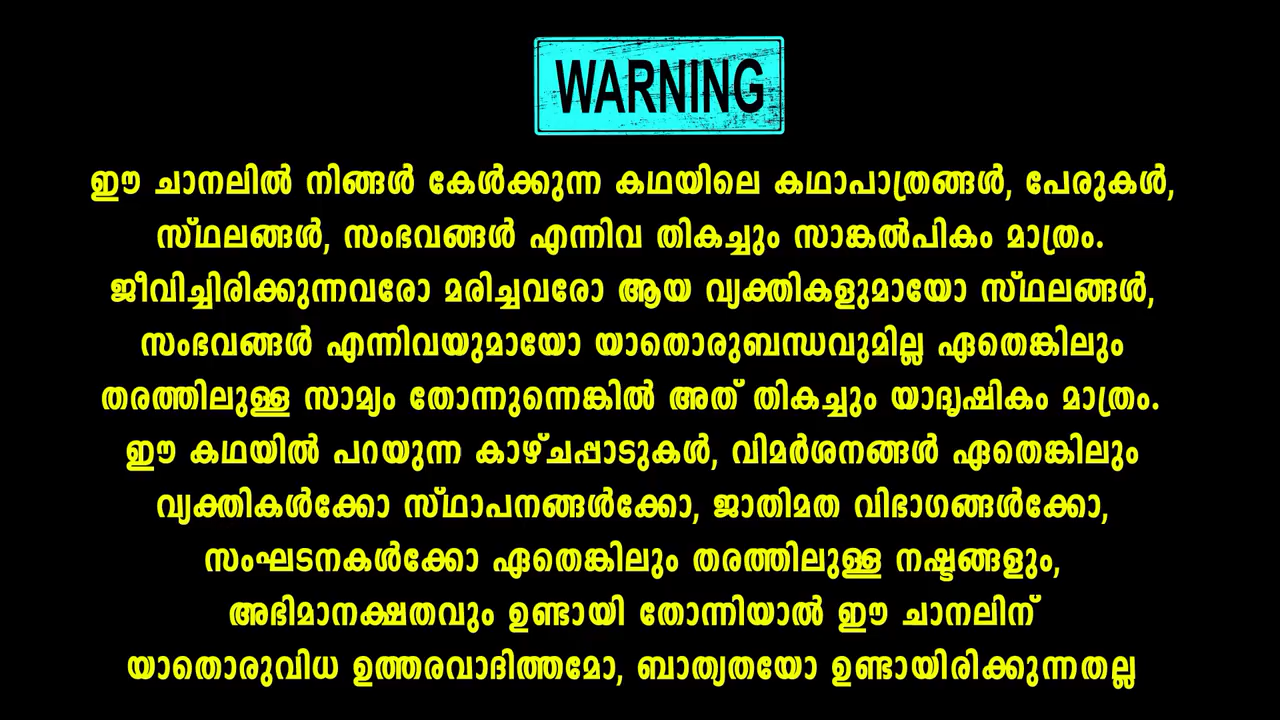 WARNING
ഈ ചാനലിൽ നിങ്ങൾ കേൾക്കുന്ന കഥയിലെ കഥാപാത്രങ്ങൾ, പേരുകൾ,
സ്ഥലങ്ങൾ, സംഭവങ്ങൾ എന്നിവ തികച്ചും സാങ്കൽപികം മാത്രം.
ജീവിച്ചിരിക്കുന്നവരോ മരിച്ചവരോ ആയ വ്യക്തികളുമായോ സ്ഥലങ്ങൾ,
സംഭവങ്ങൾ എന്നിവയുമായോ യാതൊരുബന്ധവുമില്ല ഏതെങ്കിലും
തരത്തിലുള്ള സാമ്യം തോന്നുന്നെങ്കിൽ അത് തികച്ചും യാദൃഷികം മാത്രം.
ഈ കഥയിൽ പറയുന്ന കാഴ്ചപ്പാടുകൾ, വിമർശനങ്ങൾ ഏതെങ്കിലും
വ്യക്തികൾക്കോ സ്ഥാപനങ്ങൾക്കോ, ജാതിമത വിഭാഗങ്ങൾക്കോ,
സംഘടനകൾക്കോ ഏതെങ്കിലും തരത്തിലുള്ള നഷ്ടങ്ങളും,
അഭിമാനക്ഷതവും ഉണ്ടായി തോന്നിയാൽ ഈ ചാനലിന്
യാതൊരുവിധ ഉത്തരവാദിത്തമോ, ബാത്യതയോ ഉണ്ടായിരിക്കുന്നതല്ല